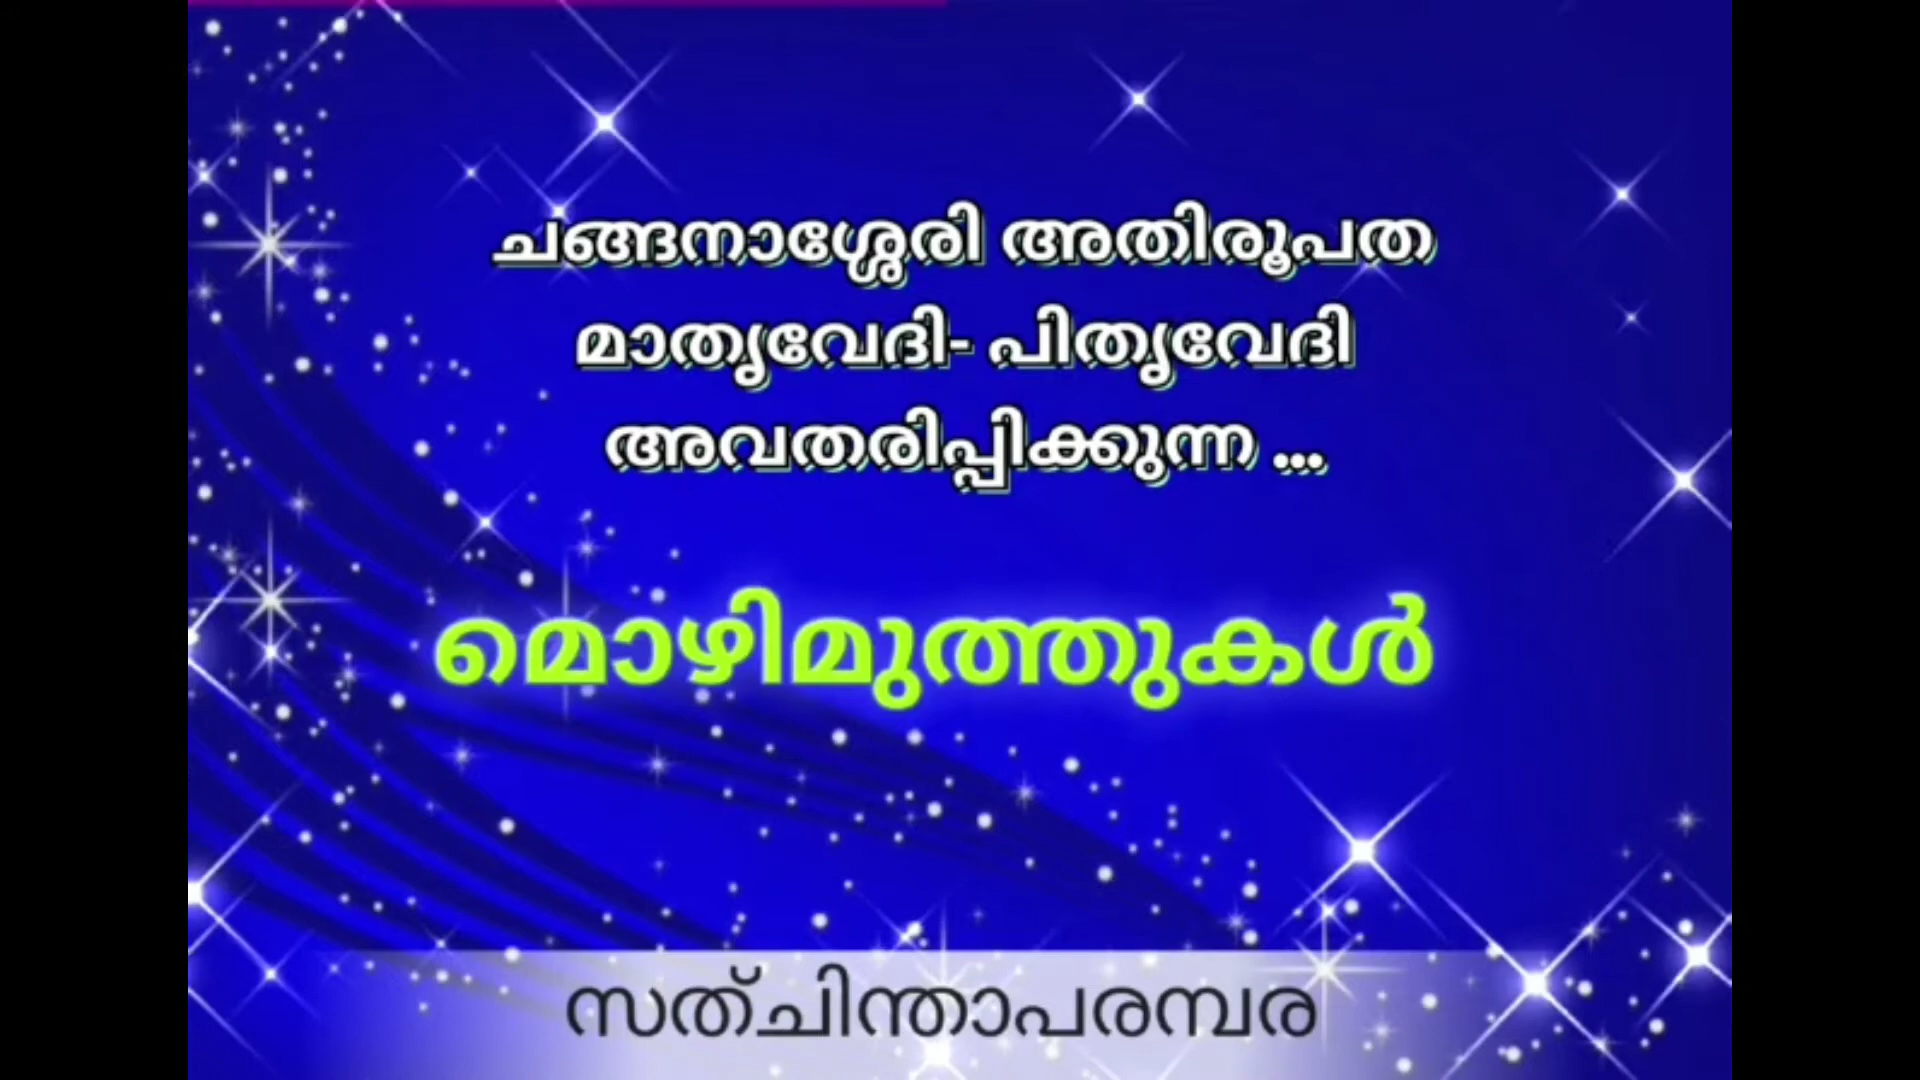 ചങ്ങനാശ്ശേരി അതിരൂപത
മാതൃവേദി- പിതൃവേദി
അവതരിപ്പിക്കുന്ന ...
മൊഴിമുത്തുകൾ
സത്ചിന്താപരമ്പര